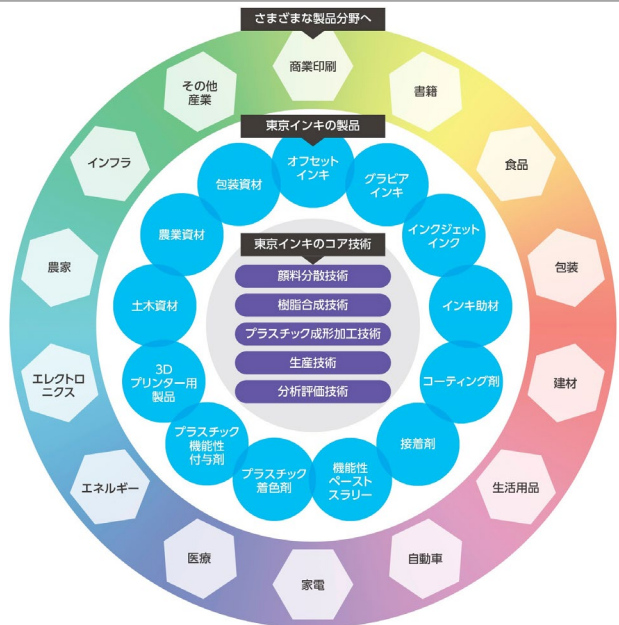 さまざまな製品分野へ
商業印刷
書籍
食品
包装
建材
生活用品
自動車
家電
医療
エネルギー
エレクトロ
ニクス
農家
インフラ
その他
産業
東京インキの製品
オフセット
インキ
グラビア
インキ
インクジェット
インク
インキ助材
コーティング剤
接着剤
機能性
ペースト
スラリー
プラスチック
着色剤
プラスチック
機能性
付与剤
3D
プリンター用
製品
土木資材
農業資材
包装資材
東京インキのコア技術
顔料分散技術
樹脂合成技術
プラスチック成形加工技術
生産技術
分析評価技術